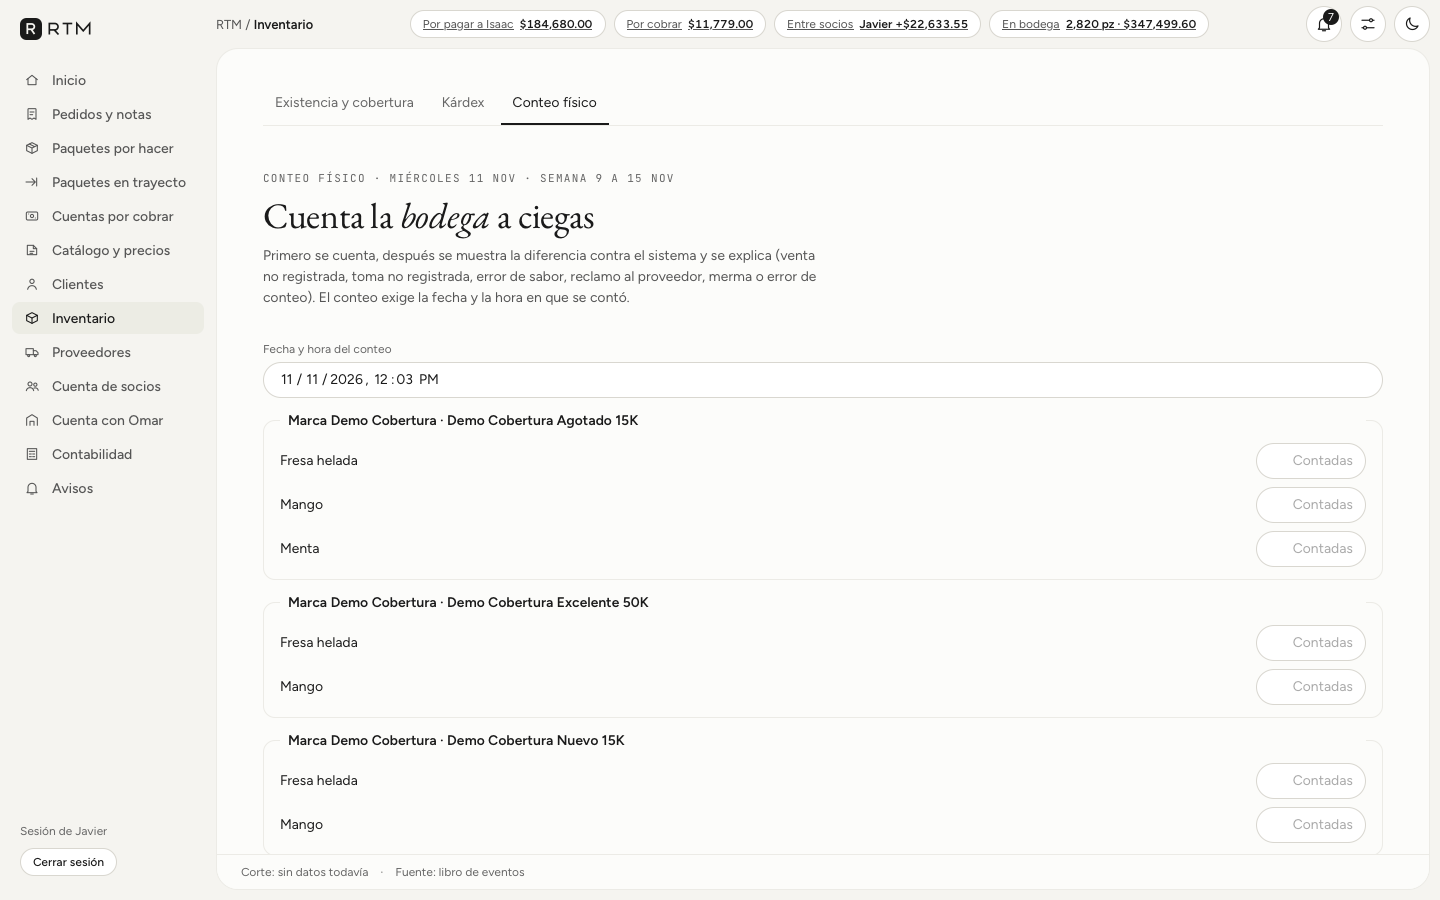 R RTM
RTM / Inventario
Por pagar a Isaac $184,680.00
Por cobrar $11,779.00
Entre socios Javier +$22,633.55
En bodega 2,820 pz · $347,499.60
7
Inicio
Pedidos y notas
Paquetes por hacer
Paquetes en trayecto
Cuentas por cobrar
Catálogo y precios
Clientes
Inventario
Proveedores
Cuenta de socios
Cuenta con Omar
Contabilidad
Avisos
Sesión de Javier
Cerrar sesión
Existencia y cobertura
Kárdex
Conteo físico
CONTEO FÍSICO · MIÉRCOLES 11 NOV · SEMANA 9 A 15 NOV
Cuenta la bodega a ciegas
Primero se cuenta, después se muestra la diferencia contra el sistema y se explica (venta
no registrada, toma no registrada, error de sabor, reclamo al proveedor, merma o error de
conteo). El conteo exige la fecha y la hora en que se contó.
Fecha y hora del conteo
11 / 11 / 2026, 12:03 PM
Marca Demo Cobertura · Demo Cobertura Agotado 15K
Fresa helada Contadas
Mango Contadas
Menta Contadas
Marca Demo Cobertura · Demo Cobertura Excelente 50K
Fresa helada Contadas
Mango Contadas
Marca Demo Cobertura · Demo Cobertura Nuevo 15K
Fresa helada Contadas
Mango Contadas
Corte: sin datos todavía · Fuente: libro de eventos